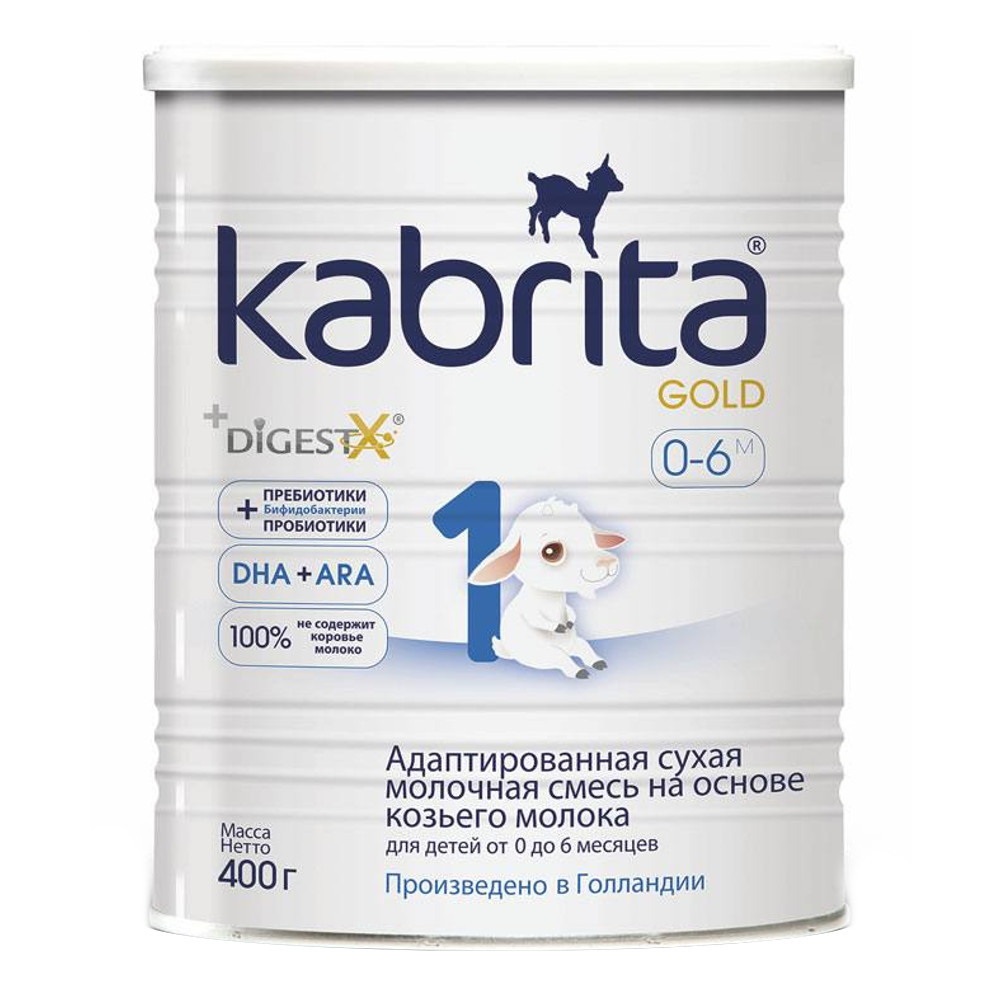 kabrita®
GOLD
+DiGESTX®
0-6 M
+ ПРЕБИОТИКИ
Бифидобактерии
ПРОБИОТИКИ
1
DHA + ARA
100% не содержит
коровье
молоко
Адаптированная сухая
молочная смесь на основе
козьего молока
для детей от 0 до 6 месяцев
Масса
Нетто
400 г
Произведено в Голландии